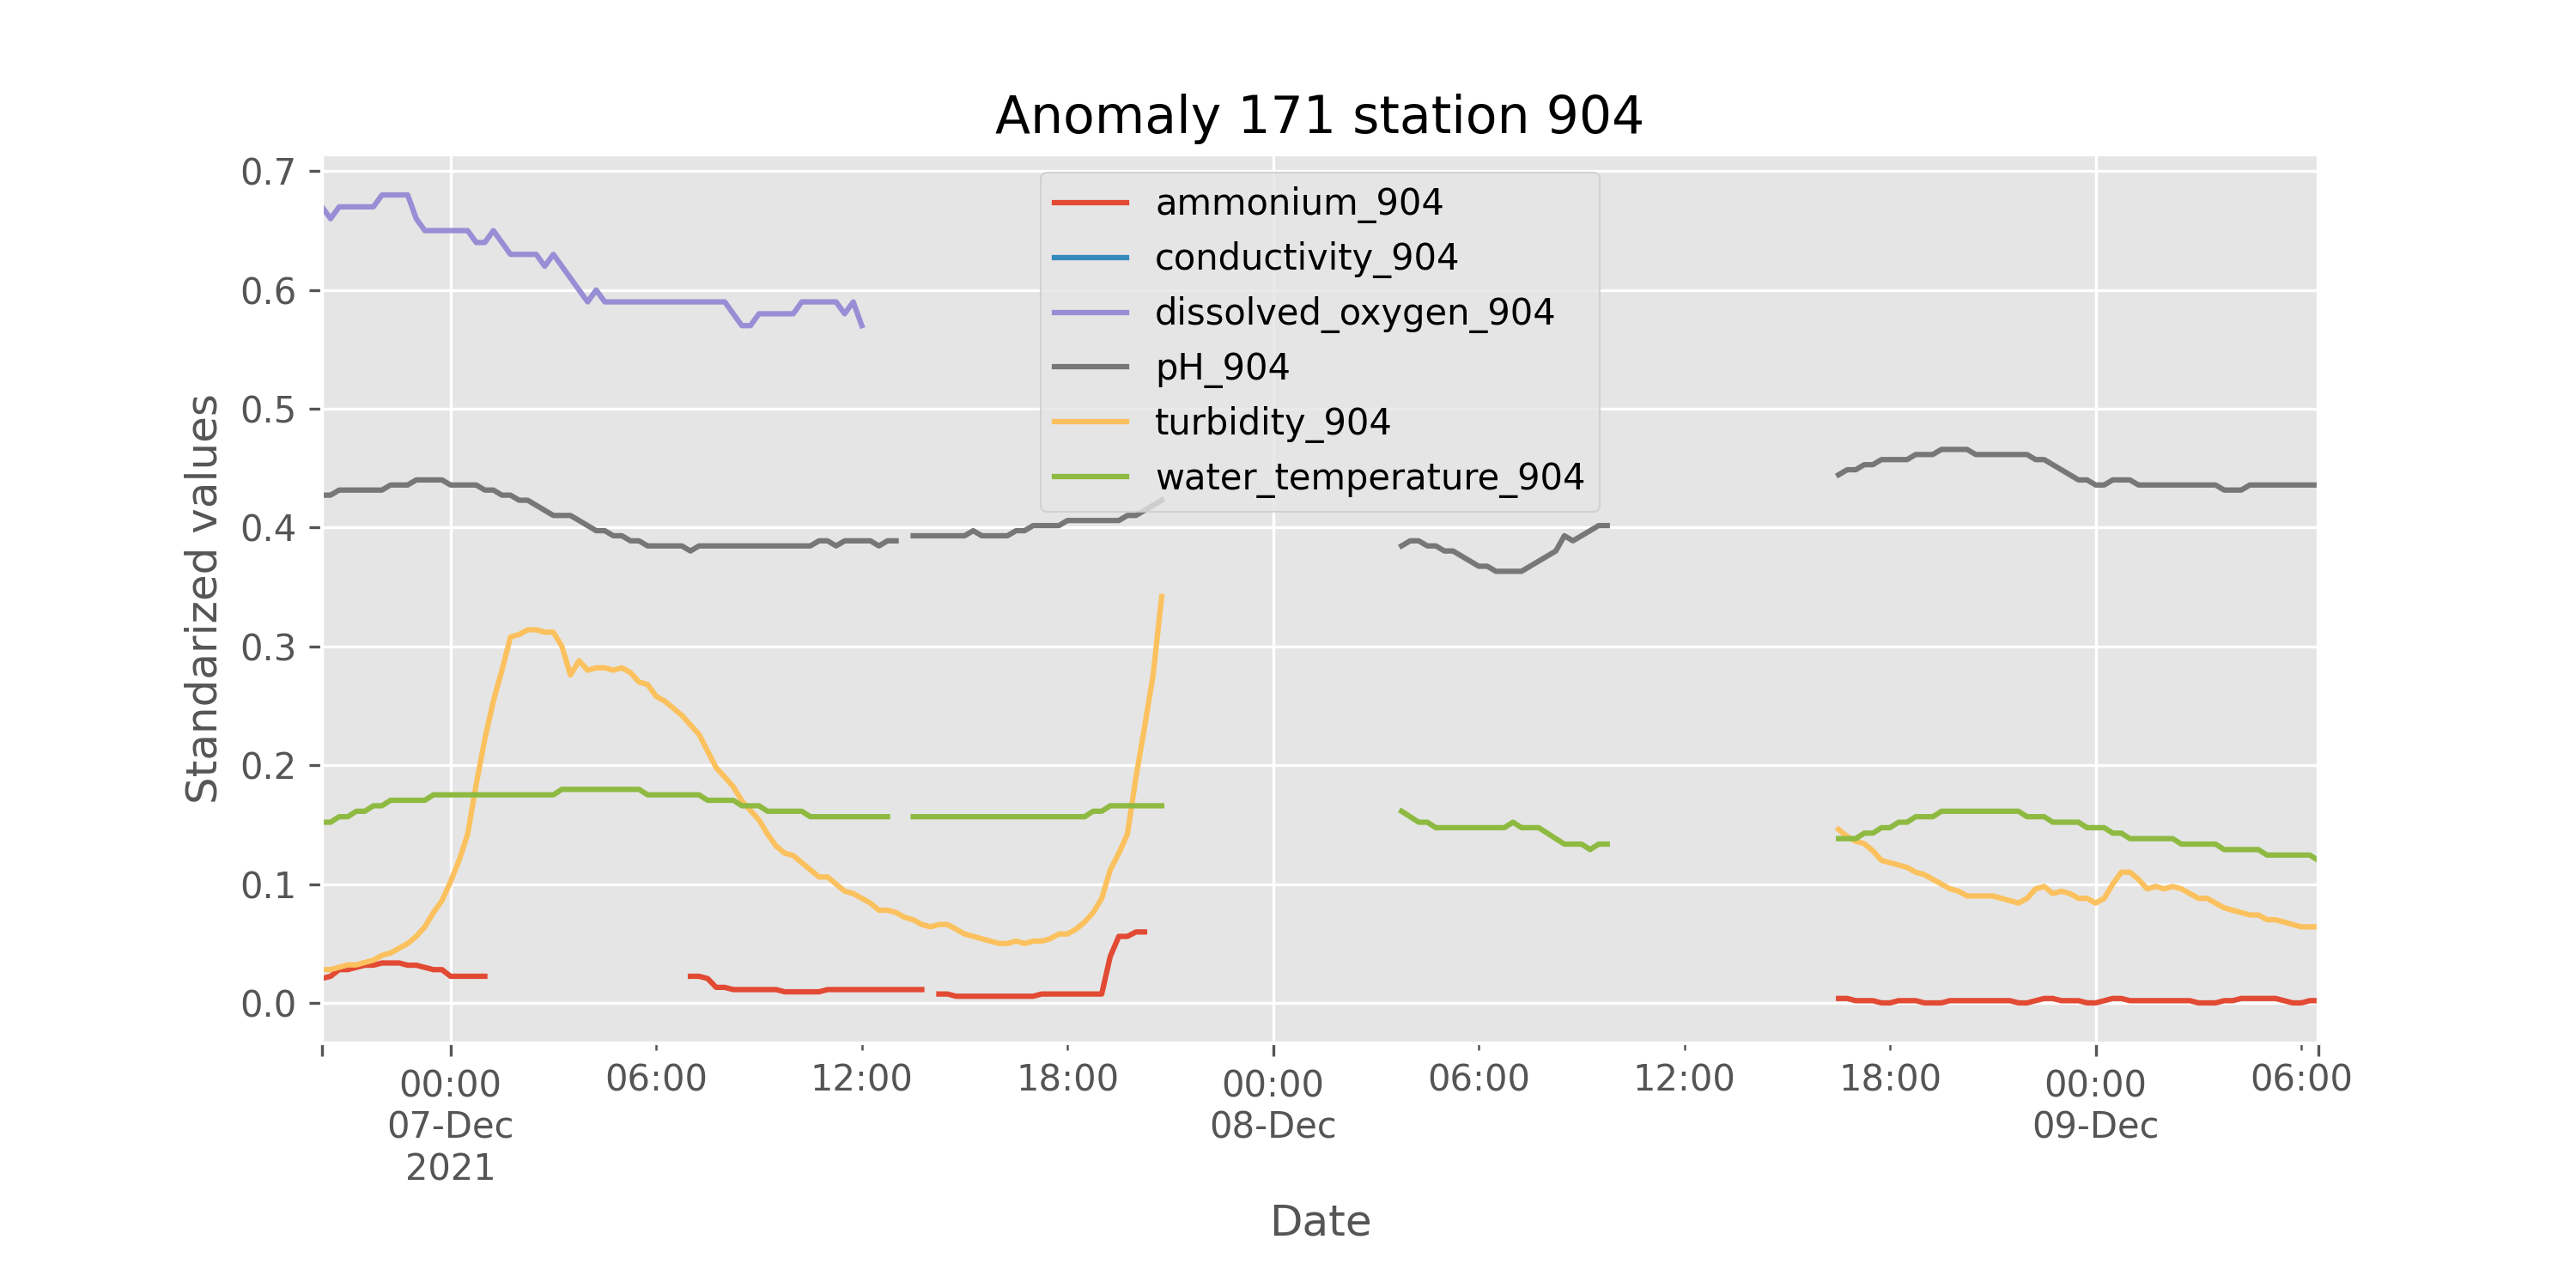 Anomaly 171 station 904
0.7
0.6
0.5
0.4
0.3
0.2
0.1
0.0
Standarized values
ammonium_904
conductivity_904
dissolved_oxygen_904
pH_904
turbidity_904
water_temperature_904
00:00 06:00 12:00 18:00 00:00 06:00 12:00 18:00 00:00 06:00
07-Dec 08-Dec 09-Dec
2021
Date